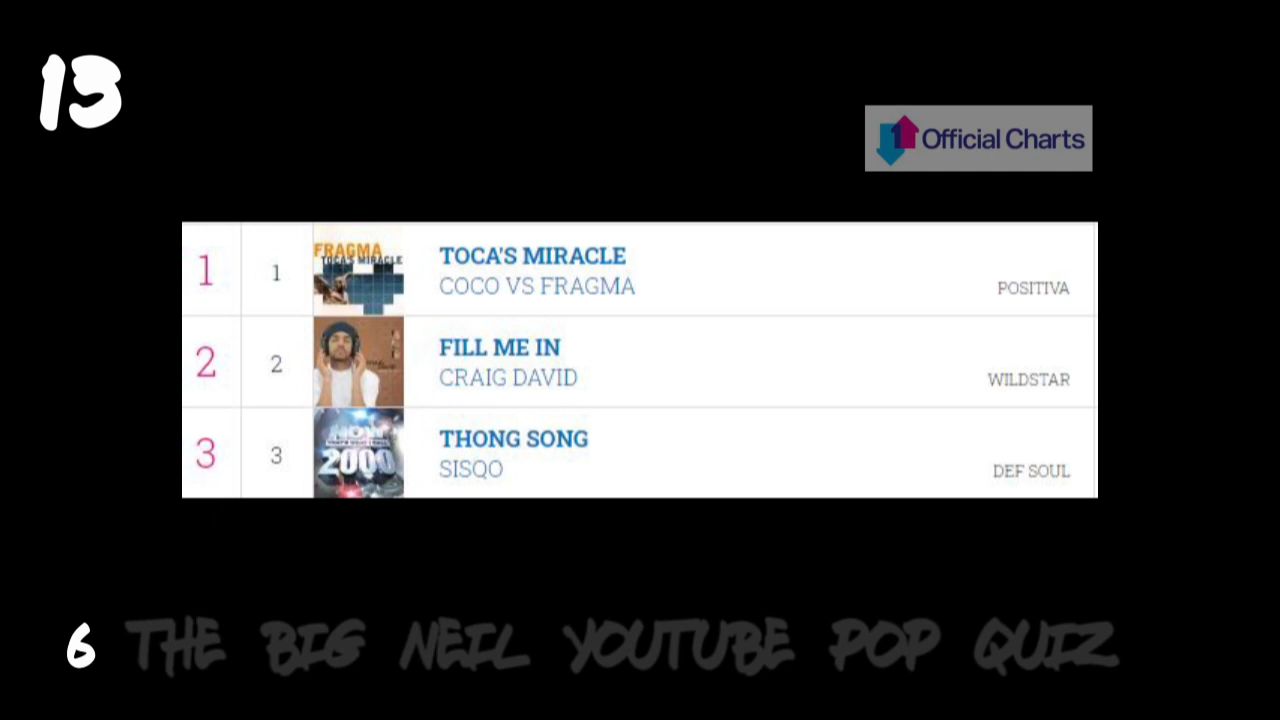 13
Official Charts
1 1 FRAGMA TOCA'S MIRACLE TOCA'S MIRACLE
COCO VS FRAGMA POSITIVA
2 2 FILL ME IN
CRAIG DAVID WILDSTAR
3 3 NOW 2000 THONG SONG
SISQO DEF SOUL
6 THE BIG NEIL YOUTUBE POP QUIZ